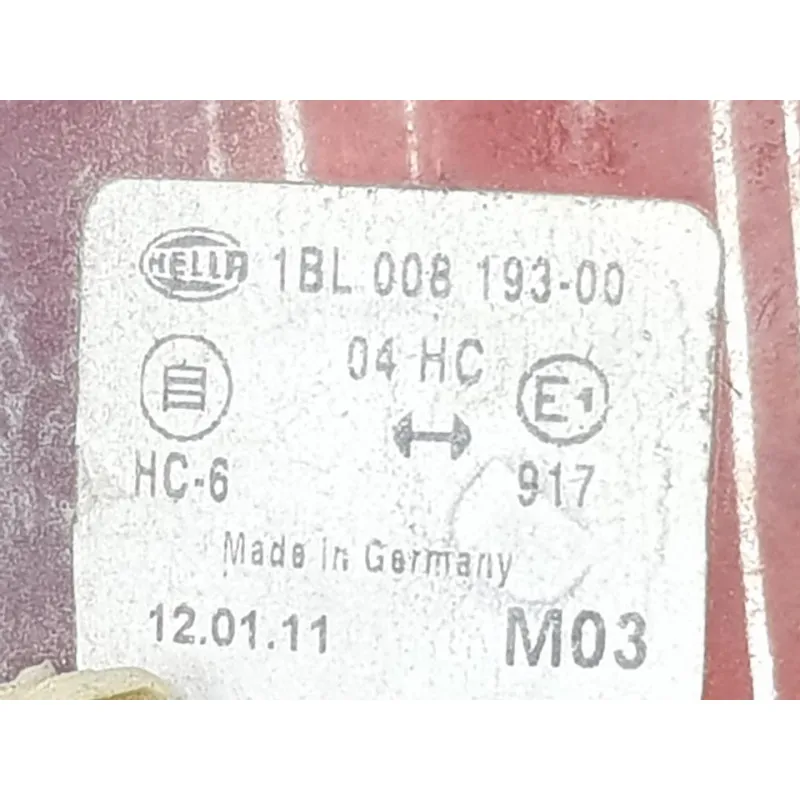 HELLA 1BL 008 193-00
04 HC
自 E1
HC-6 917
Made in Germany
12.01.11 M03